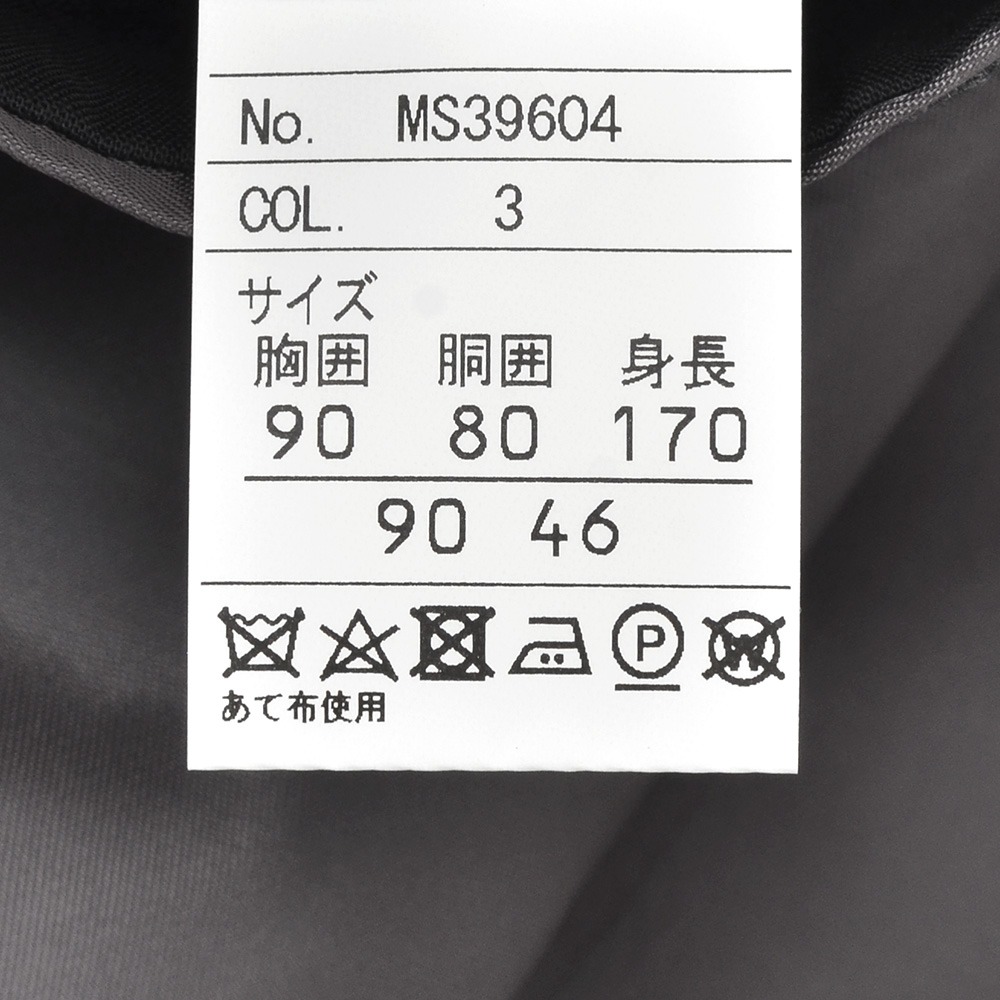 No. MS39604
COL. 3
サイズ
胸囲 胴囲 身長
90 80 170
90 46
P W
あて布使用